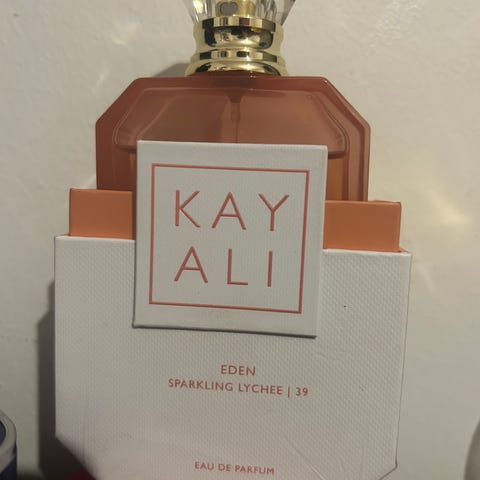 KAY
ALI
EDEN
SPARKLING LYCHEE | 39
EAU DE PARFUM